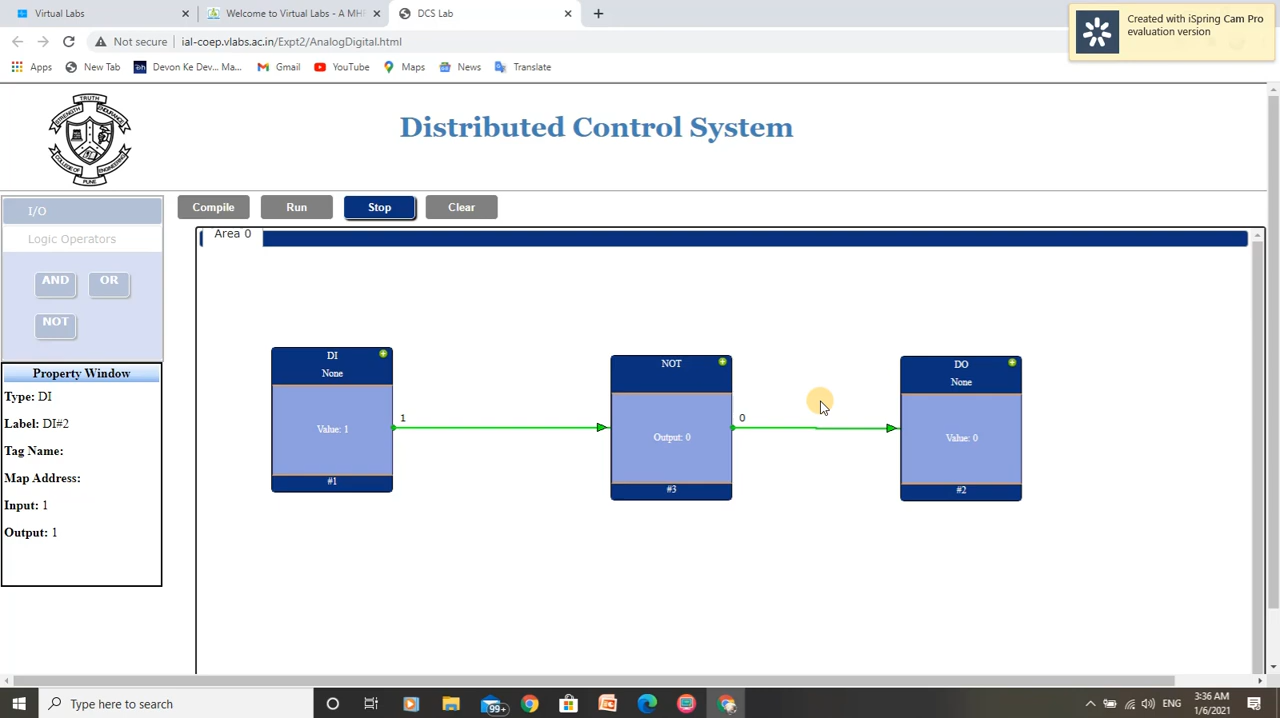 Virtual Labs
Welcome to Virtual Labs - A MHR
DCS Lab
Created with iSpring Cam Pro
evaluation version
Not secure
ial-coep.vlabs.ac.in/Expt2/AnalogDigital.html
Apps
New Tab
Devon Ke Dev... Ma...
Gmail
YouTube
Maps
News
Translate
Distributed Control System
I/O
Compile
Run
Stop
Clear
Logic Operators
Area 0
AND
OR
NOT
DI
None
Value: 1
#1
1
NOT
Output: 0
#3
0
DO
None
Value: 0
#2
Property Window
Type: DI
Label: DI#2
Tag Name:
Map Address:
Input: 1
Output: 1
Type here to search
99+
ENG
3:36 AM
1/6/2021